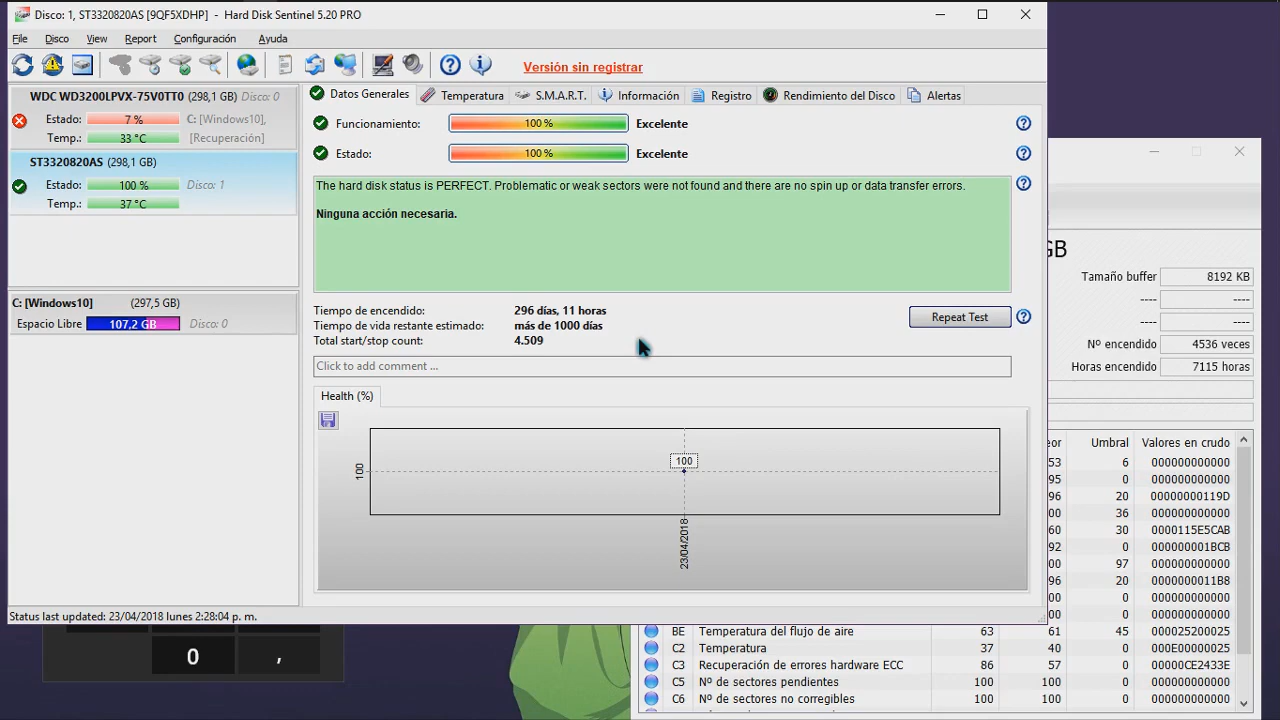 Disco: 1, ST3320820AS [9QF5XDHP] - Hard Disk Sentinel 5.20 PRO
File Disco View Report Configuración Ayuda
Versión sin registrar
WDC WD3200LPVX-75V0TT0 (298,1 GB) Disco: 0
Estado: 7 % C: [Windows10],
Temp.: 33 °C [Recuperación]
ST3320820AS (298,1 GB)
Estado: 100 % Disco: 1
Temp.: 37 °C
C: [Windows10] (297,5 GB)
Espacio Libre 107,2 GB Disco: 0
Datos Generales Temperatura S.M.A.R.T. Información Registro Rendimiento del Disco Alertas
Funcionamiento: 100 % Excelente
Estado: 100 % Excelente
The hard disk status is PERFECT. Problematic or weak sectors were not found and there are no spin up or data transfer errors.
Ninguna acción necesaria.
Tiempo de encendido: 296 días, 11 horas
Tiempo de vida restante estimado: más de 1000 días
Total start/stop count: 4.509
Repeat Test
Click to add comment ...
Health (%)
100
100
23/04/2018
Status last updated: 23/04/2018 lunes 2:28:04 p. m.
0 ,
GB
Tamaño buffer 8192 KB
---- ----
---- ----
Nº encendido 4536 veces
Horas encendido 7115 horas
eor Umbral Valores en crudo
53 6 000000000000
95 0 000000000000
96 20 00000000119D
00 36 000000000000
60 30 0000115E5CAB
92 0 000000001BCB
00 97 000000000000
96 20 0000000011B8
00 0 000000000000
00 0 000000000000
BE Temperatura del flujo de aire 63 61 45 000025200025
C2 Temperatura 37 40 0 000E00000025
C3 Recuperación de errores hardware ECC 86 57 0 00000CE2433E
C5 Nº de sectores pendientes 100 100 0 000000000000
C6 Nº de sectores no corregibles 100 100 0 000000000000